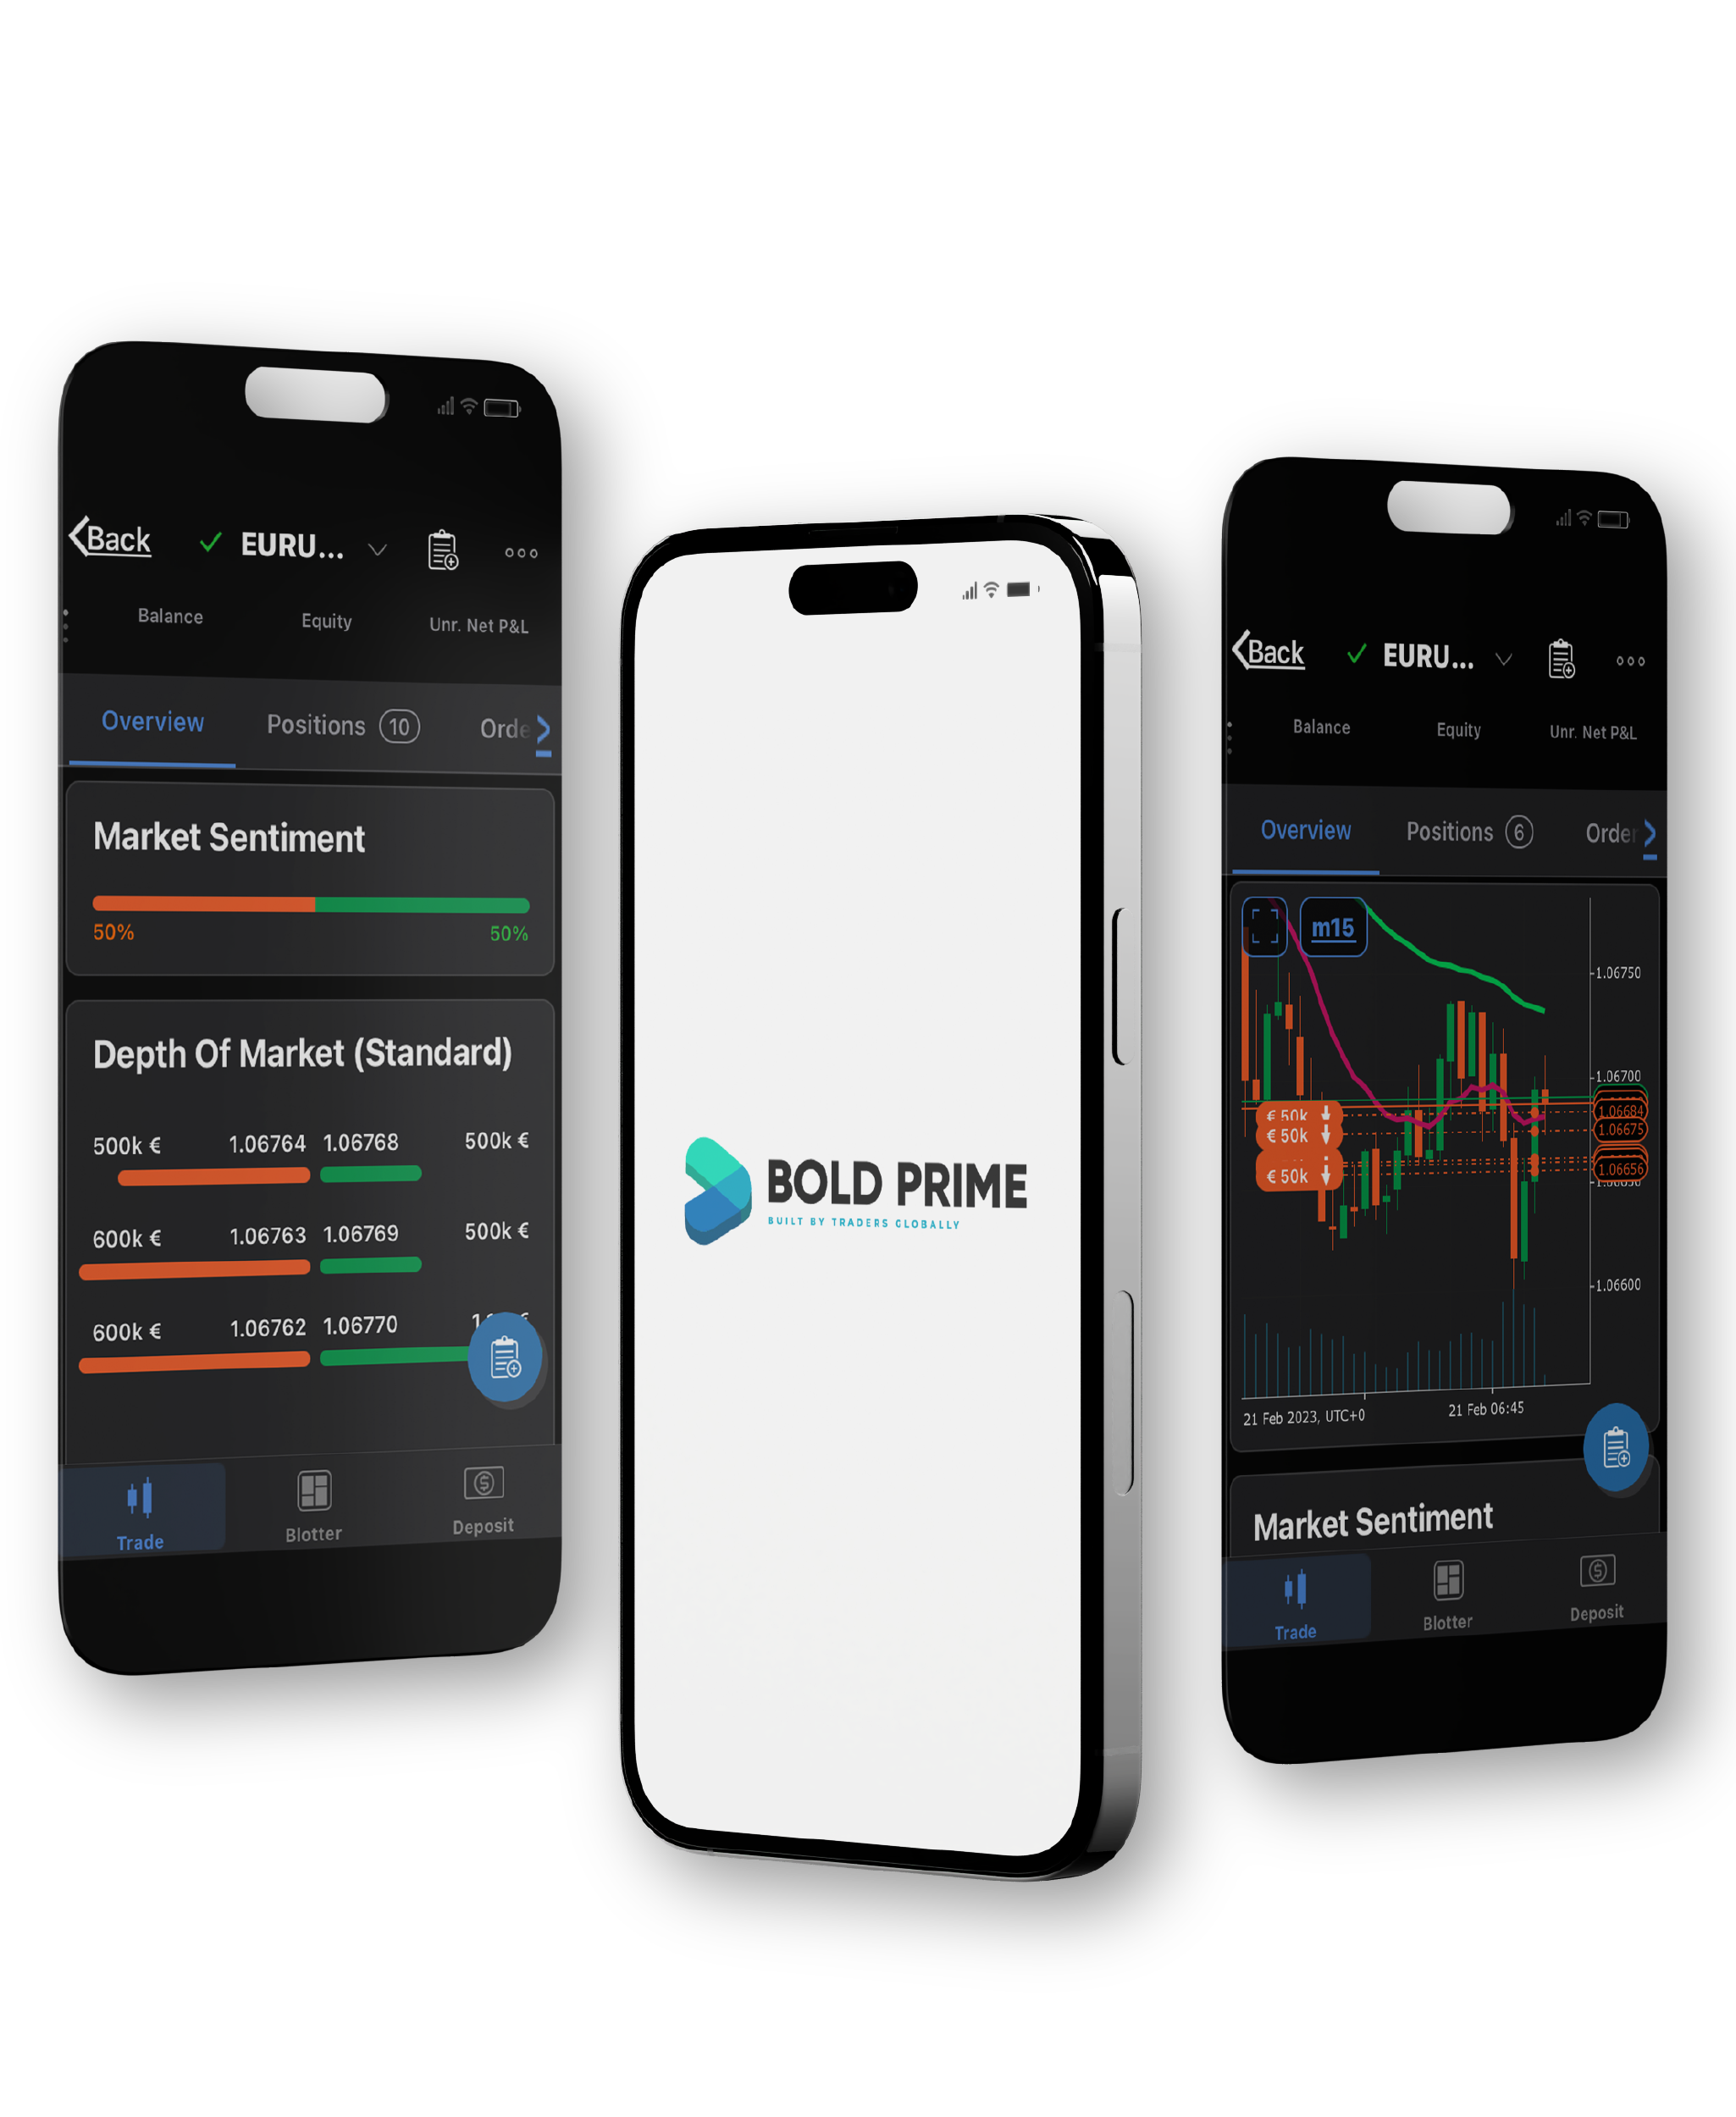 Back EURU...
Balance Equity Unr. Net P&L
Overview Positions 10 Orde
Market Sentiment
50% 50%
Depth Of Market (Standard)
500k € 1.06764 1.06768 500k €
600k € 1.06763 1.06769 500k €
600k € 1.06762 1.06770
Trade Blotter Deposit
BOLD PRIME
BUILT BY TRADERS GLOBALLY
Back EURU...
Balance Equity Unr. Net P&L
Overview Positions 6 Order
m15
1.06750
1.06700
€ 50k 1.06684
€ 50k 1.06675
€ 50k 1.06656
1.06600
21 Feb 2023, UTC+0 21 Feb 06:45
Market Sentiment
Trade Blotter Deposit